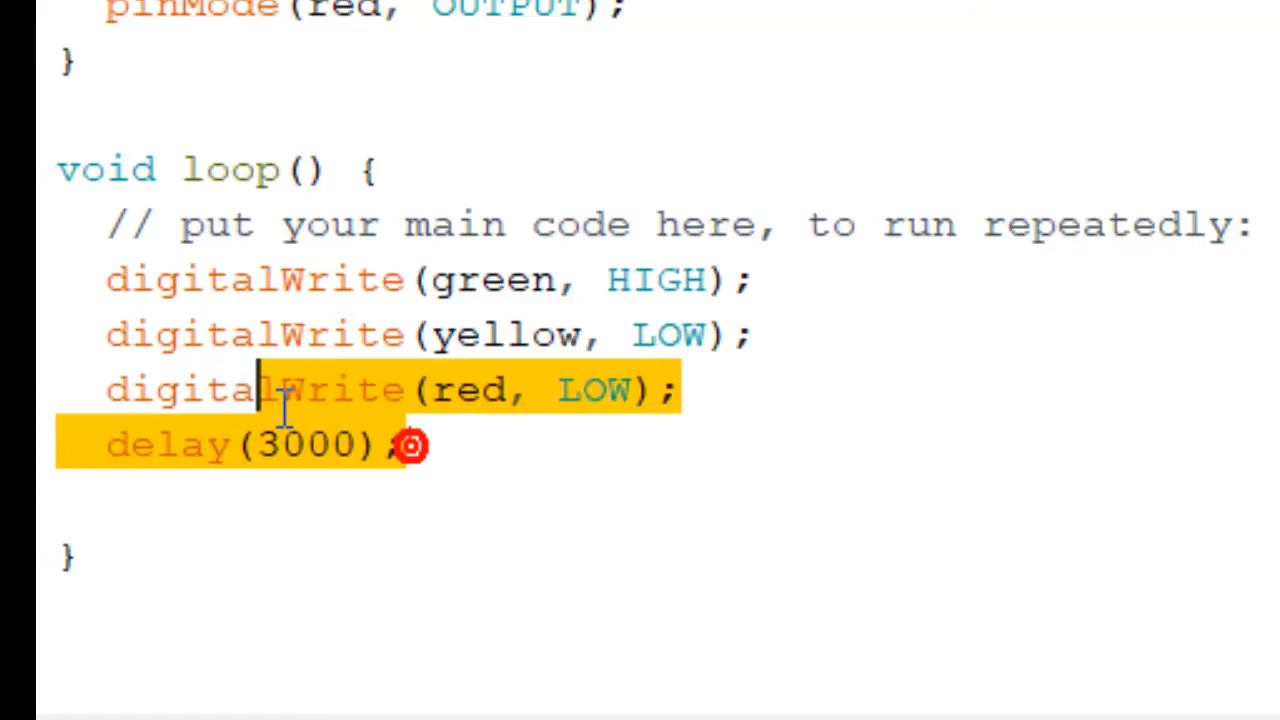 pinMode(red, OUTPUT);
}
void loop() {
// put your main code here, to run repeatedly:
digitalWrite(green, HIGH);
digitalWrite(yellow, LOW);
digitalWrite(red, LOW);
delay(3000);
}